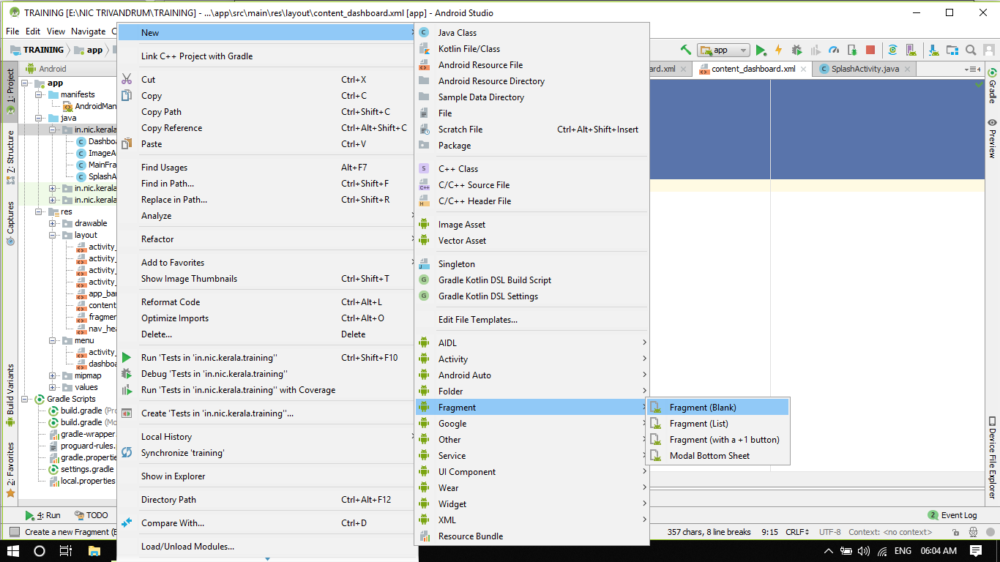 TRAINING [E:\NIC TRIVANDRUM\TRAINING] - ...\app\src\main\res\layout\content_dashboard.xml [app] - Android Studio
File Edit View Navigate C
TRAINING app
app
ard.xml content_dashboard.xml SplashActivity.java 4
1: Project
Z: Structure
Captures
Build Variants
2: Favorites
Android
app
manifests
AndroidMan
java
in.nic.kerala
Dashbo
ImageA
MainFra
SplashA
in.nic.kerala
in.nic.kerala
res
drawable
layout
activity_
activity_
activity_
activity_
app_bar
content
fragmen
nav_hea
menu
activity_
dashboa
mipmap
values
Gradle Scripts
build.gradle (Pro
build.gradle (Mo
gradle-wrapper
proguard-rules.p
gradle.propertie
settings.gradle
local.properties
New
Link C++ Project with Gradle
Cut Ctrl+X
Copy Ctrl+C
Copy Path Ctrl+Shift+C
Copy Reference Ctrl+Alt+Shift+C
Paste Ctrl+V
Find Usages Alt+F7
Find in Path... Ctrl+Shift+F
Replace in Path... Ctrl+Shift+R
Analyze
Refactor
Add to Favorites
Show Image Thumbnails Ctrl+Shift+T
Reformat Code Ctrl+Alt+L
Optimize Imports Ctrl+Alt+O
Delete... Delete
Run 'Tests in 'in.nic.kerala.training'' Ctrl+Shift+F10
Debug 'Tests in 'in.nic.kerala.training''
Run 'Tests in 'in.nic.kerala.training'' with Coverage
Create 'Tests in 'in.nic.kerala.training''...
Local History
Synchronize 'training'
Show in Explorer
Directory Path Ctrl+Alt+F12
Compare With... Ctrl+D
Load/Unload Modules...
Java Class
Kotlin File/Class
Android Resource File
Android Resource Directory
Sample Data Directory
File
Scratch File Ctrl+Alt+Shift+Insert
Package
C++ Class
C/C++ Source File
C/C++ Header File
Image Asset
Vector Asset
Singleton
Gradle Kotlin DSL Build Script
Gradle Kotlin DSL Settings
Edit File Templates...
AIDL
Activity
Android Auto
Folder
Fragment
Google
Other
Service
UI Component
Wear
Widget
XML
Resource Bundle
Fragment (Blank)
Fragment (List)
Fragment (with a +1 button)
Modal Bottom Sheet
Gradle
Preview
Device File Explorer
4: Run TODO
2 Event Log
Create a new Fragment (B
357 chars, 8 line breaks 9:15 CRLF UTF-8 Context: <no context>
ENG 06:04 AM